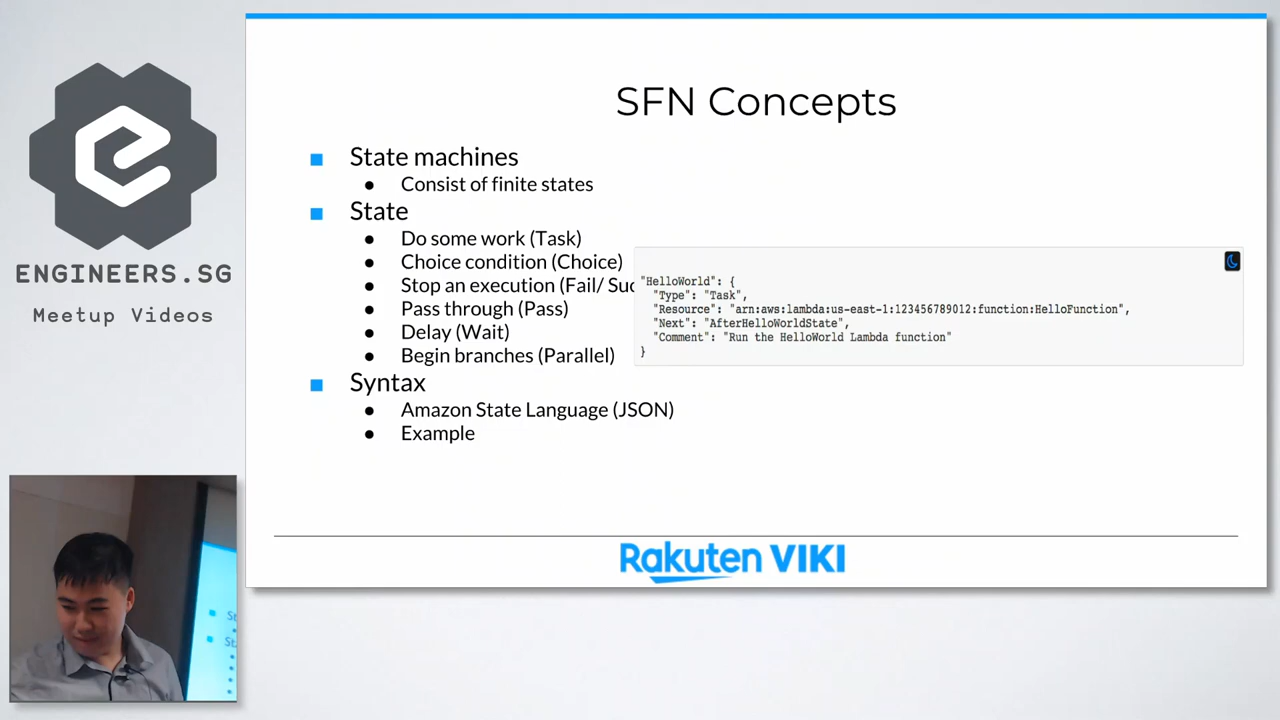 SFN Concepts
State machines
Consist of finite states
State
Do some work (Task)
Choice condition (Choice)
Stop an execution (Fail/
Pass through (Pass)
Delay (Wait)
Begin branches (Parallel)
"HelloWorld": {
"Type": "Task",
"Resource": "arn:aws:lambda:us-east-1:123456789012:function:HelloFunction",
"Next": "AfterHelloWorldState",
"Comment": "Run the HelloWorld Lambda function"
}
Syntax
Amazon State Language (JSON)
Example
Rakuten VIKI
ENGINEERS.SG
Meetup Videos